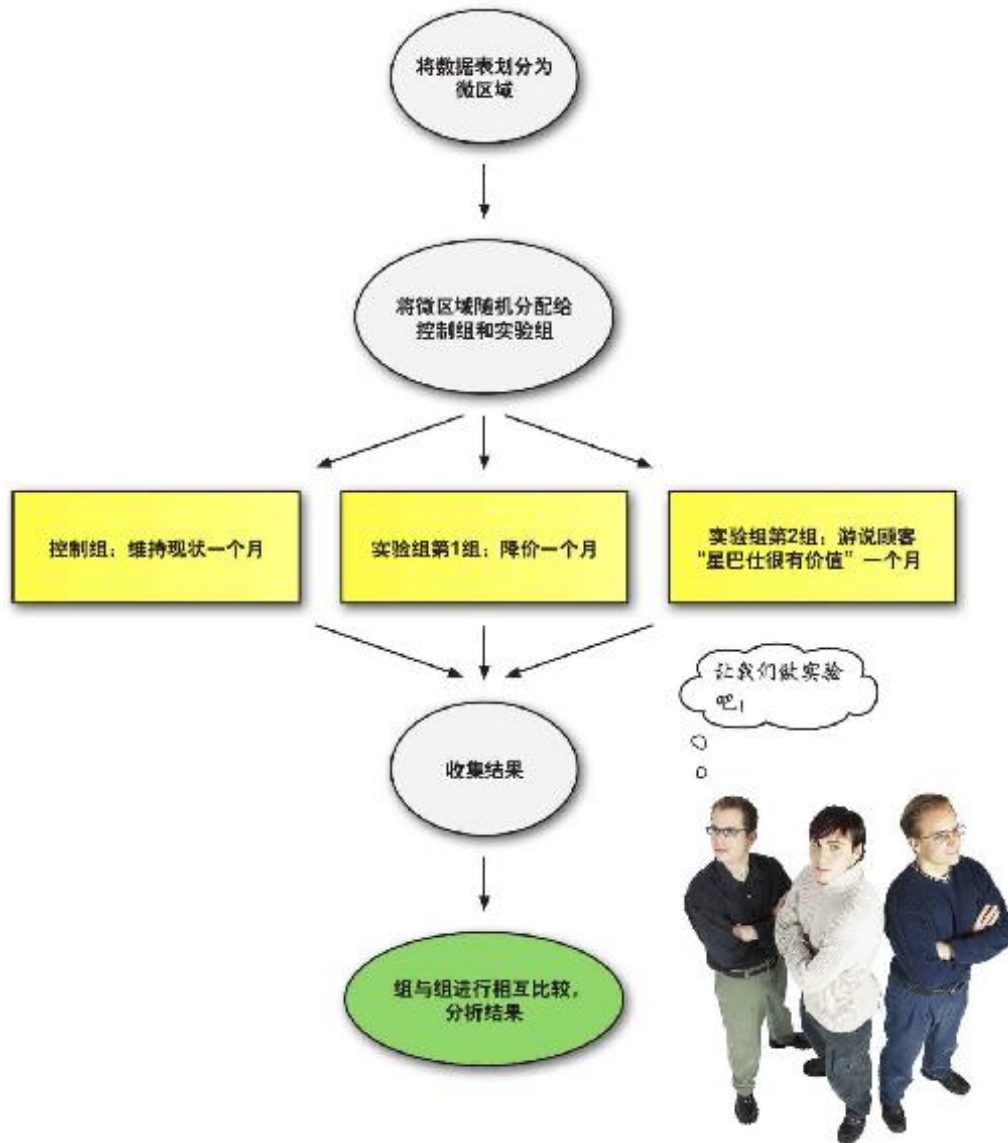 将数据表划分为
微区域
将微区域随机分配给
控制组和实验组
控制组：维持现状一个月
实验组第1组：降价一个月
实验组第2组：游说顾客
“星巴仕很有价值”一个月
让我们做实验
吧！
收集结果
组与组进行相互比较，
分析结果